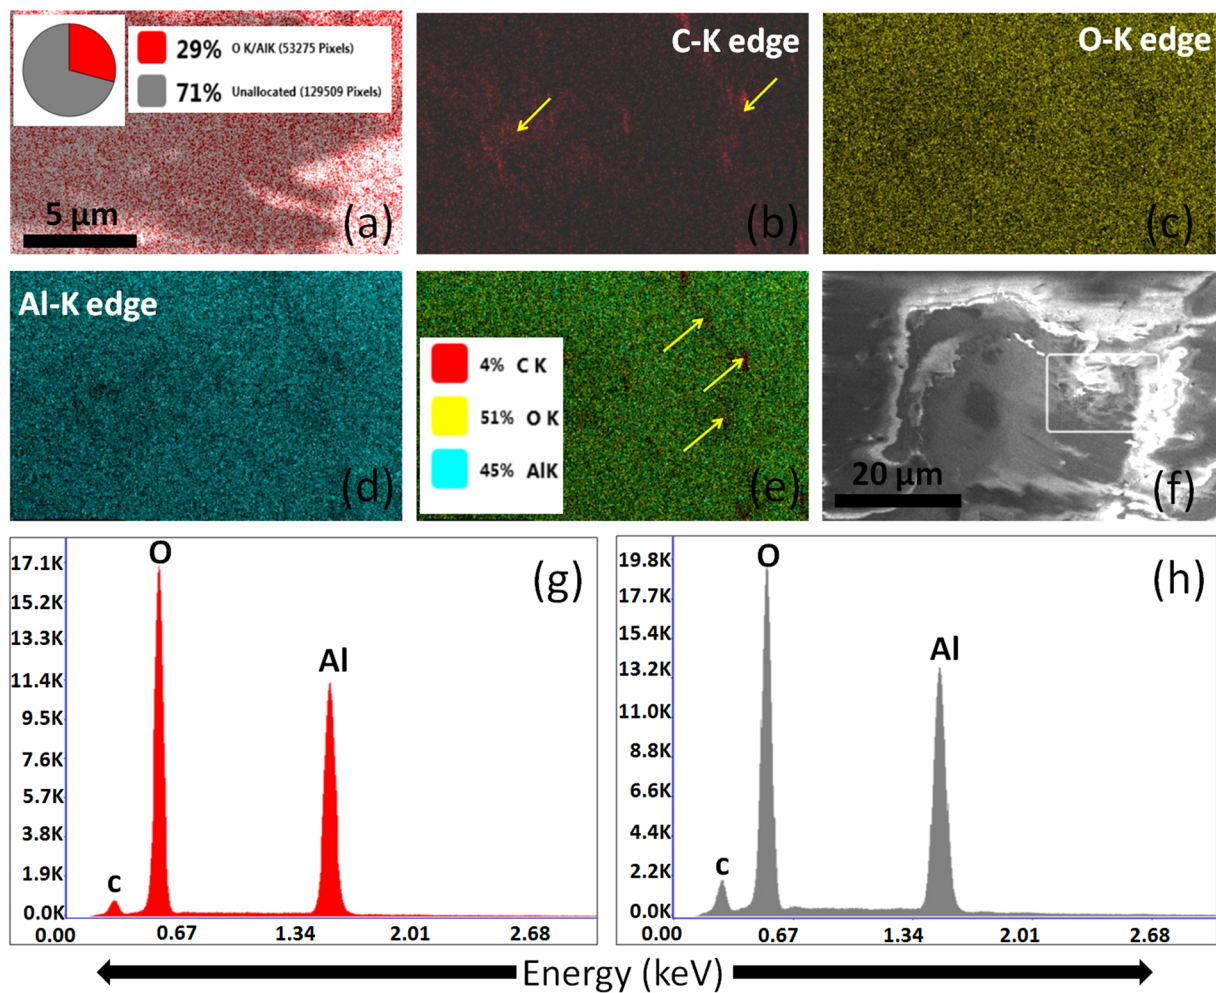 29% O K/AlK (53275 Pixels)
71% Unallocated (129509 Pixels)
5 µm
(a)
C-K edge
(b)
O-K edge
(c)
Al-K edge
(d)
4% C K
51% O K
45% AlK
(e)
20 µm
(f)
(g)
17.1K
15.2K
13.3K
11.4K
9.5K
7.6K
5.7K
3.8K
1.9K
0.0K
O
Al
c
0.00 0.67 1.34 2.01 2.68
(h)
19.8K
17.7K
15.4K
13.2K
11.0K
8.8K
6.6K
4.4K
2.2K
0.0K
O
Al
c
0.00 0.67 1.34 2.01 2.68
Energy (keV)